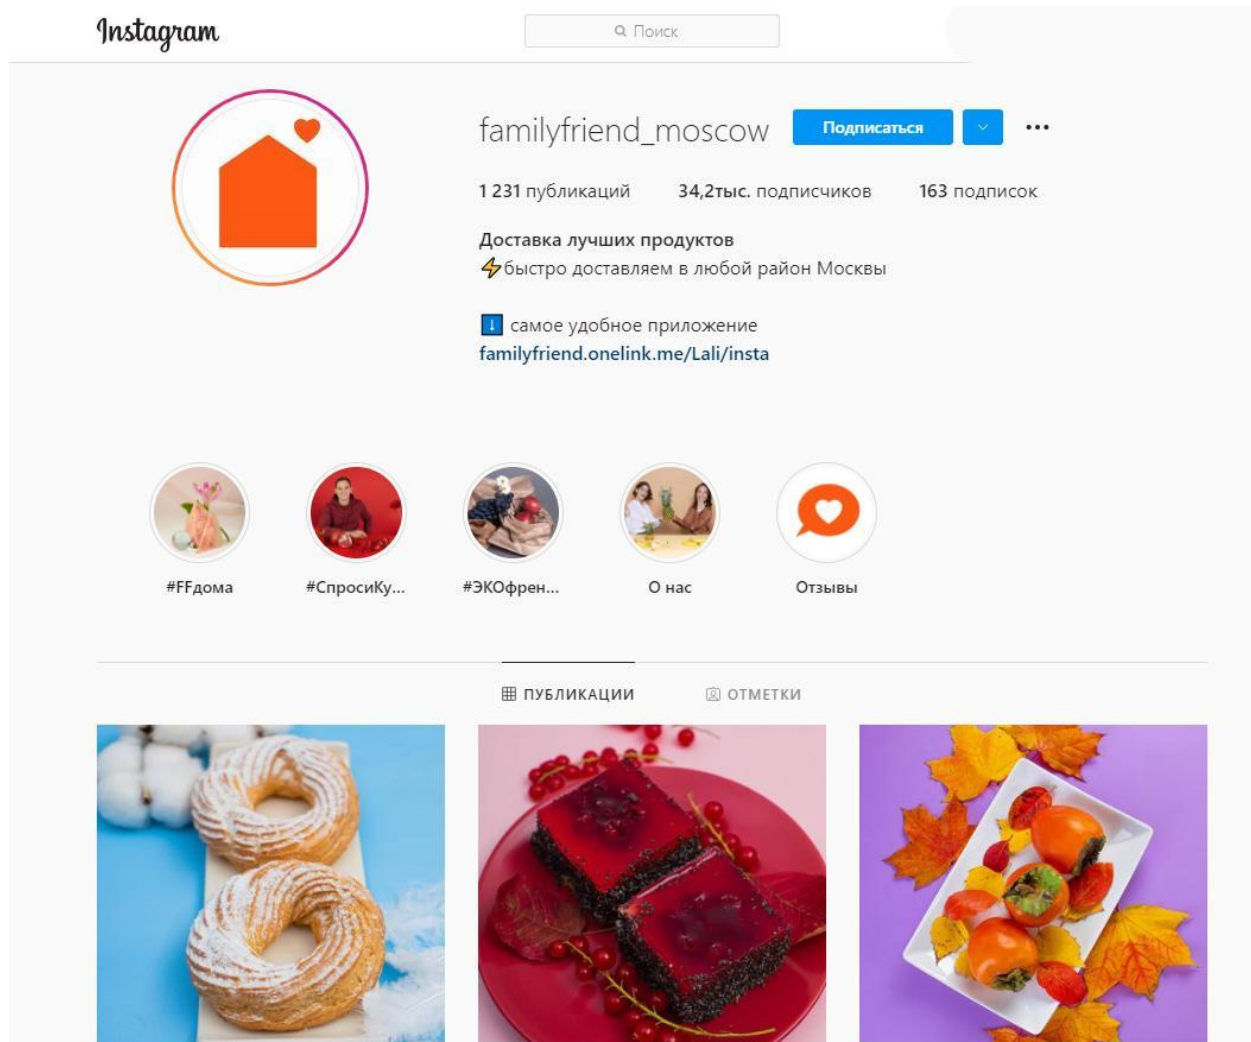 Instagram
Поиск
familyfriend_moscow Подписаться
1 231 публикаций 34,2тыс. подписчиков 163 подписок
Доставка лучших продуктов
⚡быстро доставляем в любой район Москвы
⬇ самое удобное приложение
familyfriend.onelink.me/Lali/insta
#FFдома #СпросиКу... #ЭКОфрен... О нас Отзывы
ПУБЛИКАЦИИ ОТМЕТКИ